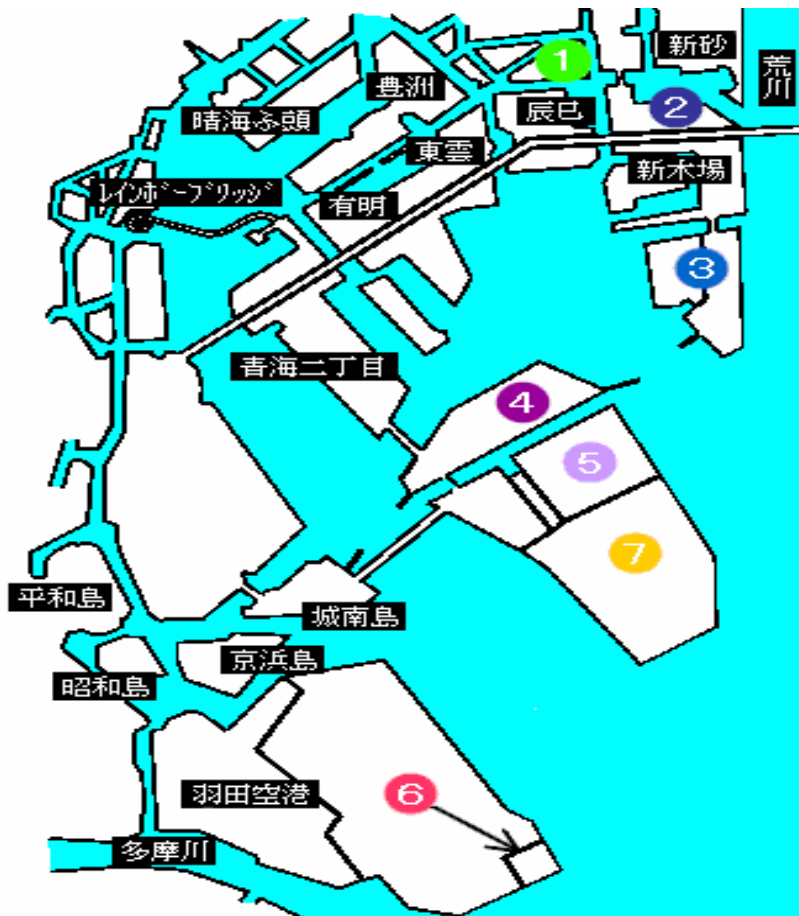 ①
新砂
荒川
豊洲
②
晴海ふ頭
辰巳
東雲
新木場
レインボーブリッジ
有明
③
青海二丁目
④
⑤
⑦
平和島
城南島
京浜島
昭和島
羽田空港
⑥
多摩川